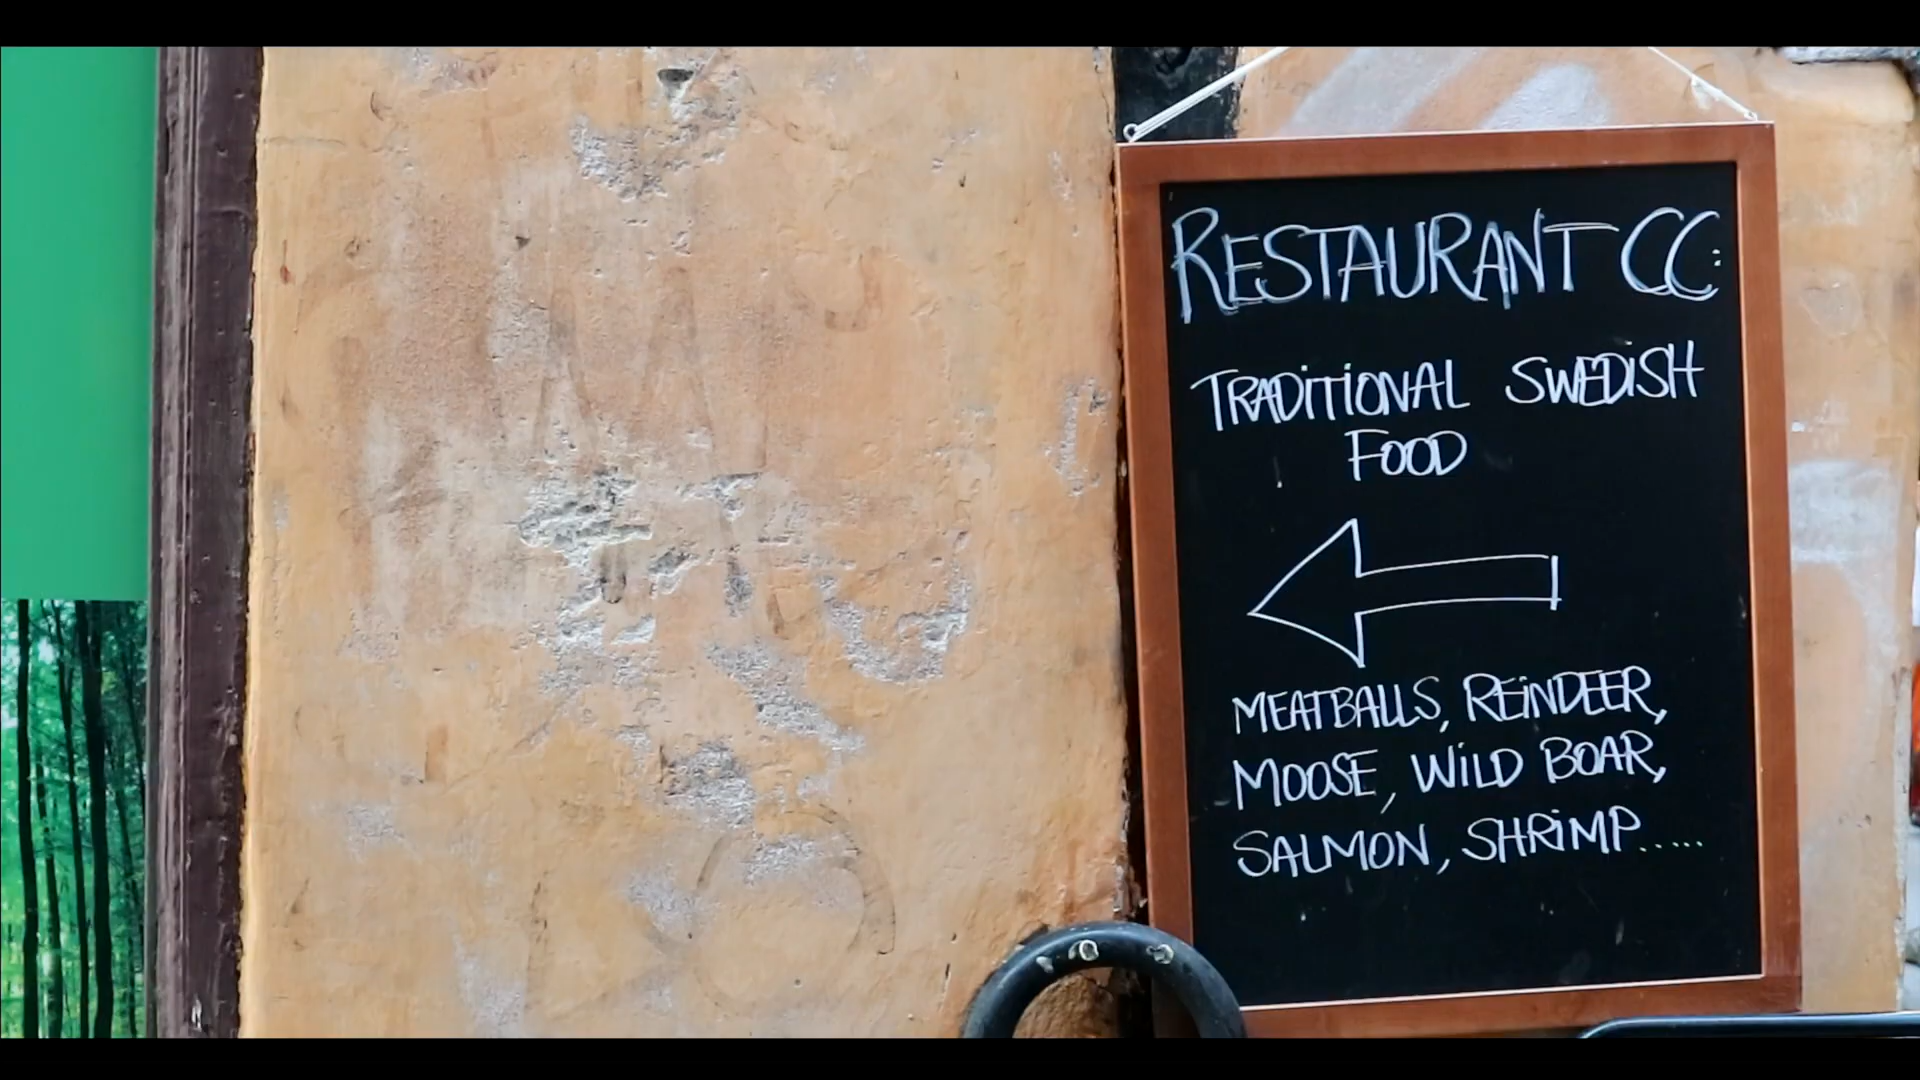 RESTAURANT CC:
TRADITIONAL SWEDISH
FOOD
MEATBALLS, REINDEER,
MOOSE, WILD BOAR,
SALMON, SHRIMP.....